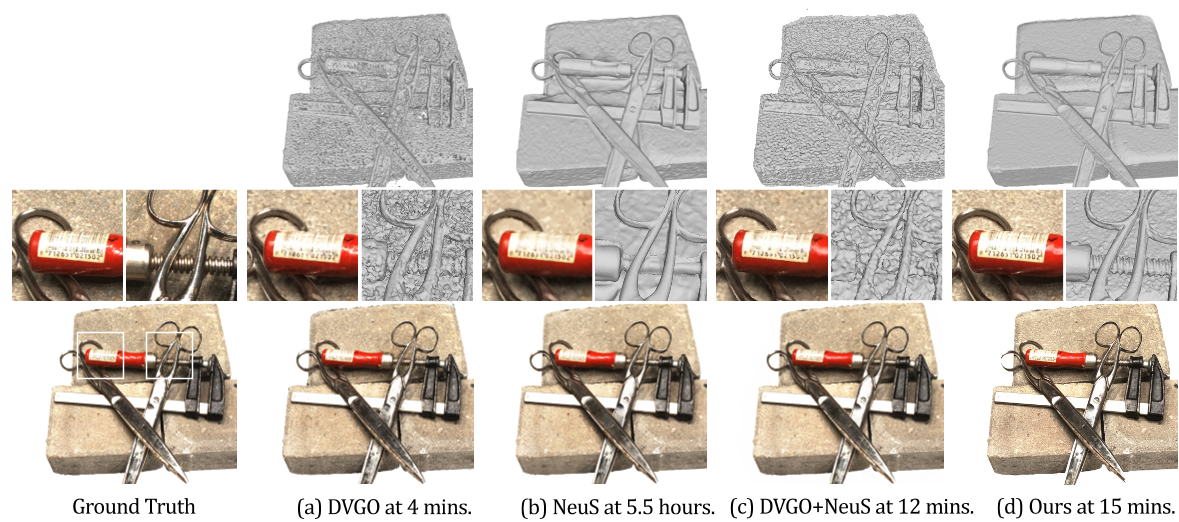 Ground Truth
(a) DVGO at 4 mins.
(b) NeuS at 5.5 hours.
(c) DVGO+NeuS at 12 mins.
(d) Ours at 15 mins.